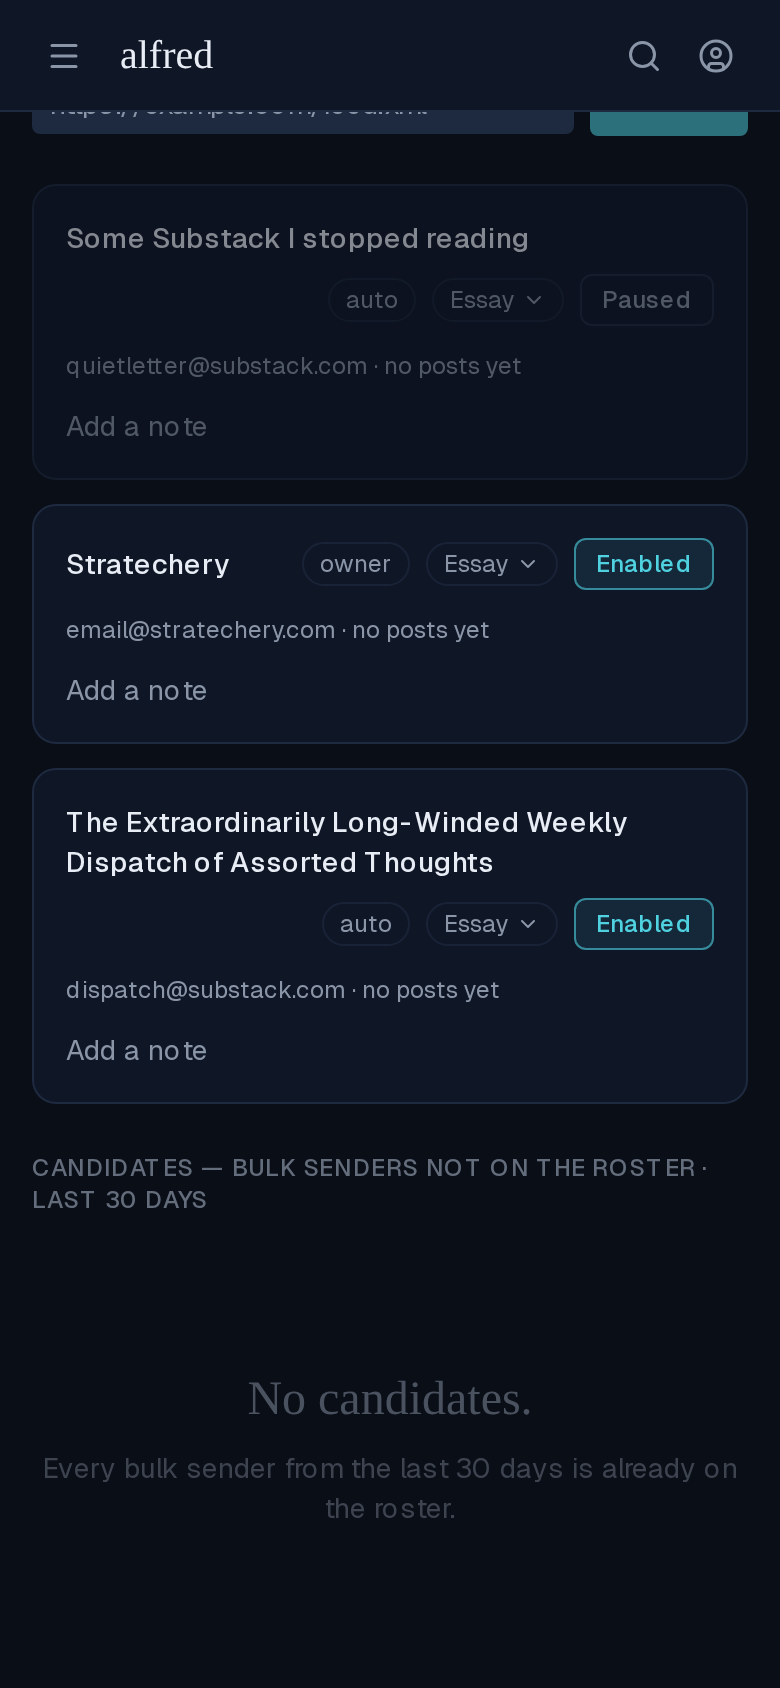 alfred
Some Substack I stopped reading
auto Essay Paused
quietletter@substack.com · no posts yet
Add a note
Stratechery owner Essay Enabled
email@stratechery.com · no posts yet
Add a note
The Extraordinarily Long-Winded Weekly
Dispatch of Assorted Thoughts
auto Essay Enabled
dispatch@substack.com · no posts yet
Add a note
CANDIDATES — BULK SENDERS NOT ON THE ROSTER ·
LAST 30 DAYS
No candidates.
Every bulk sender from the last 30 days is already on
the roster.